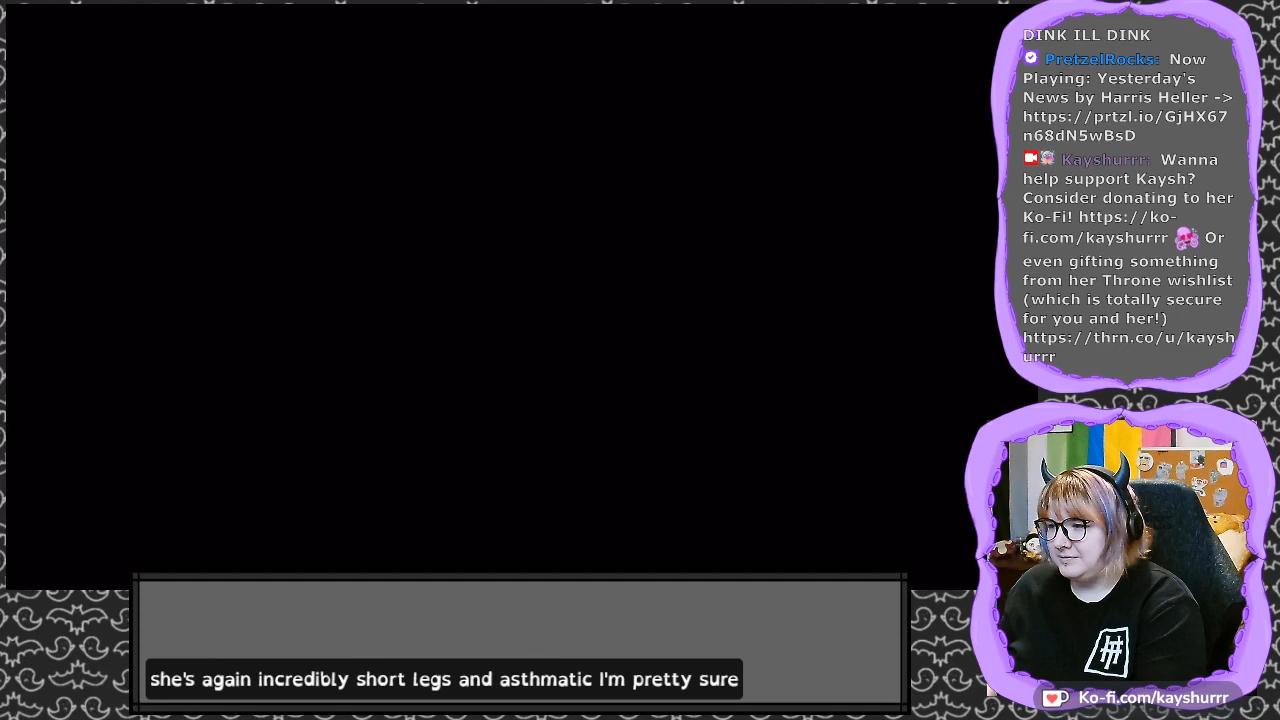 DINK ILL DINK
PretzelRocks: Now
Playing: Yesterday's
News by Harris Heller ->
https://prtzl.io/GjHX67
n68dN5wBsD
Kayshurrr: Wanna
help support Kaysh?
Consider donating to her
Ko-Fi! https://ko-
fi.com/kayshurrr Or
even gifting something
from her Throne wishlist
(which is totally secure
for you and her!)
https://thrn.co/u/kaysh
urrr
she's again incredibly short legs and asthmatic I'm pretty sure
Ko-fi.com/kayshurrr